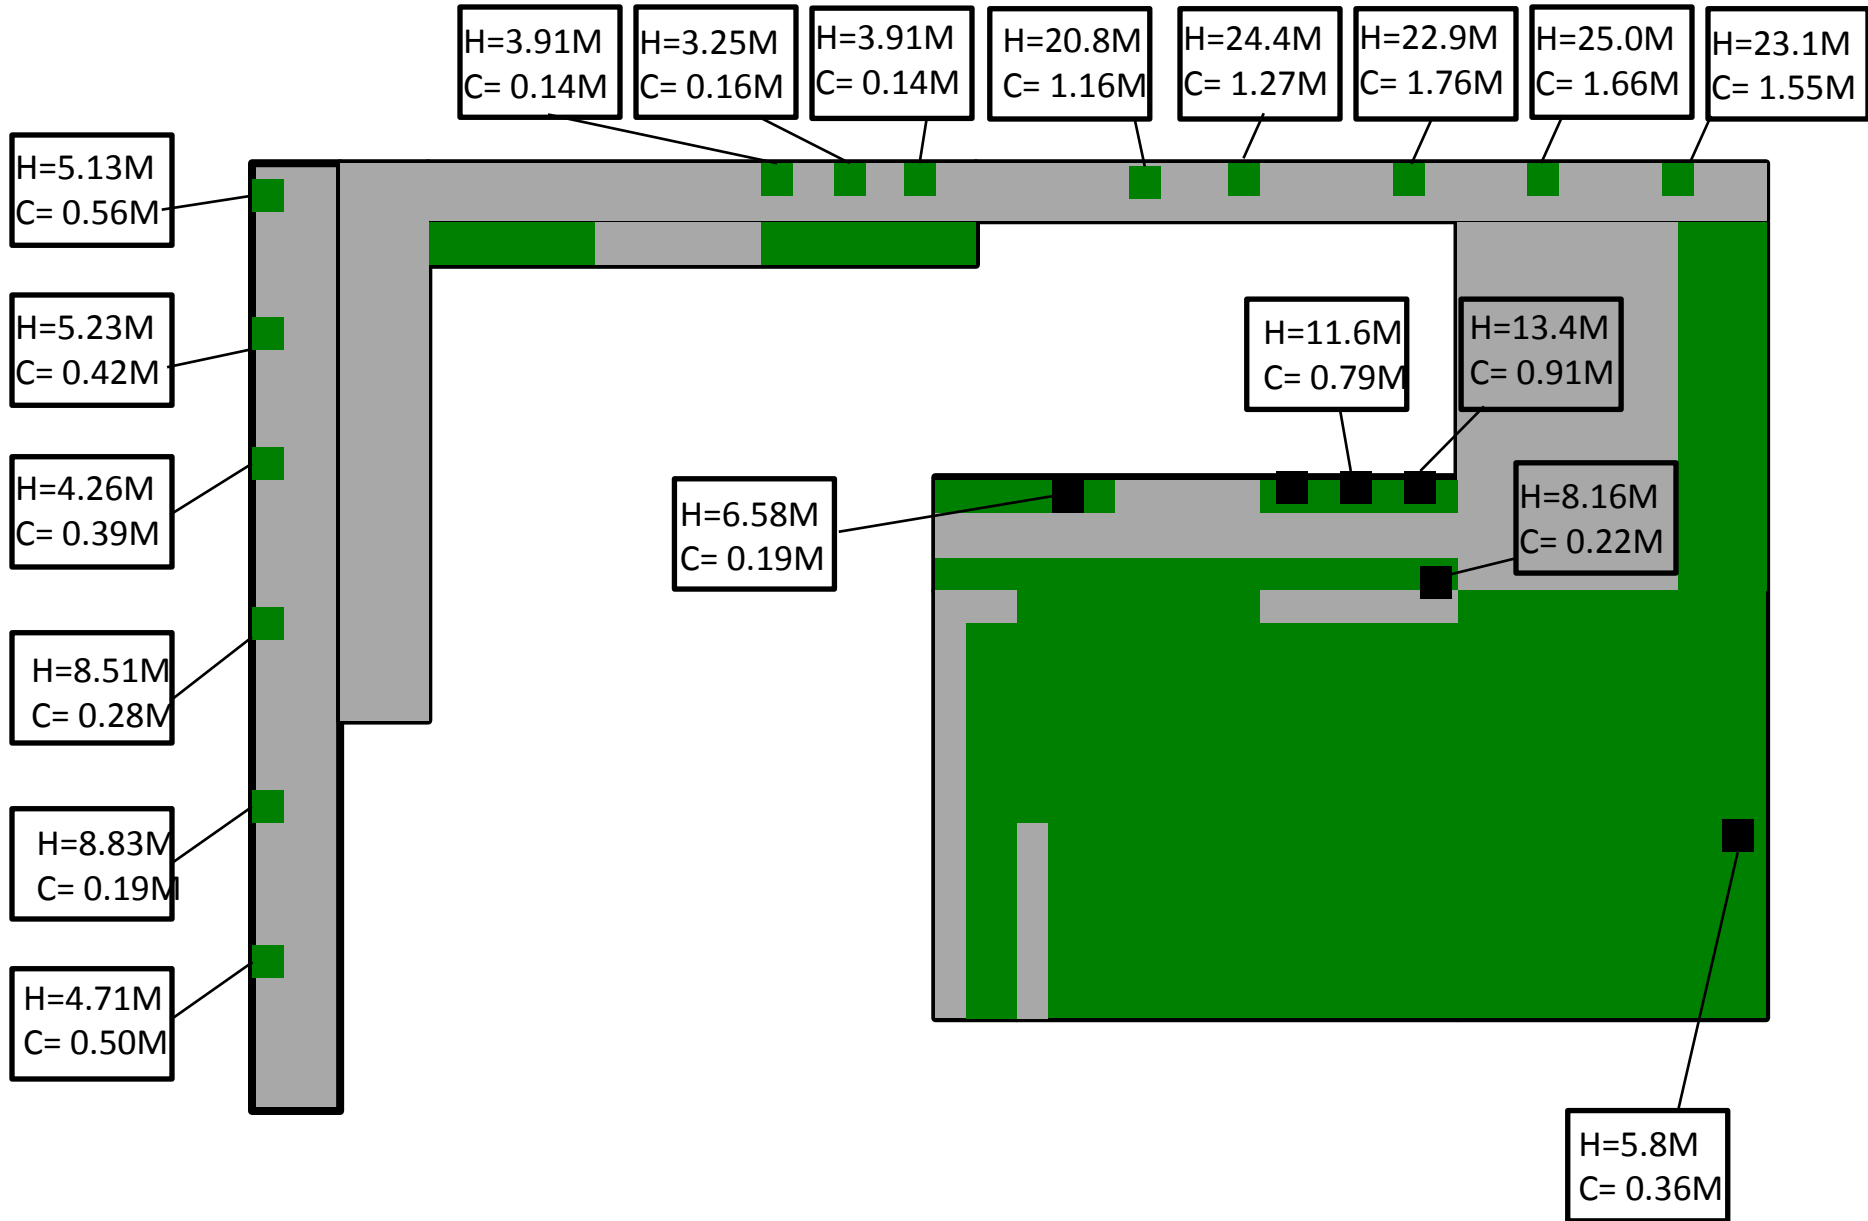 H=3.91M
C= 0.14M
H=3.25M
C= 0.16M
H=3.91M
C= 0.14M
H=20.8M
C= 1.16M
H=24.4M
C= 1.27M
H=22.9M
C= 1.76M
H=25.0M
C= 1.66M
H=23.1M
C= 1.55M
H=5.13M
C= 0.56M
H=5.23M
C= 0.42M
H=11.6M
C= 0.79M
H=13.4M
C= 0.91M
H=4.26M
C= 0.39M
H=6.58M
C= 0.19M
H=8.16M
C= 0.22M
H=8.51M
C= 0.28M
H=8.83M
C= 0.19M
H=4.71M
C= 0.50M
H=5.8M
C= 0.36M